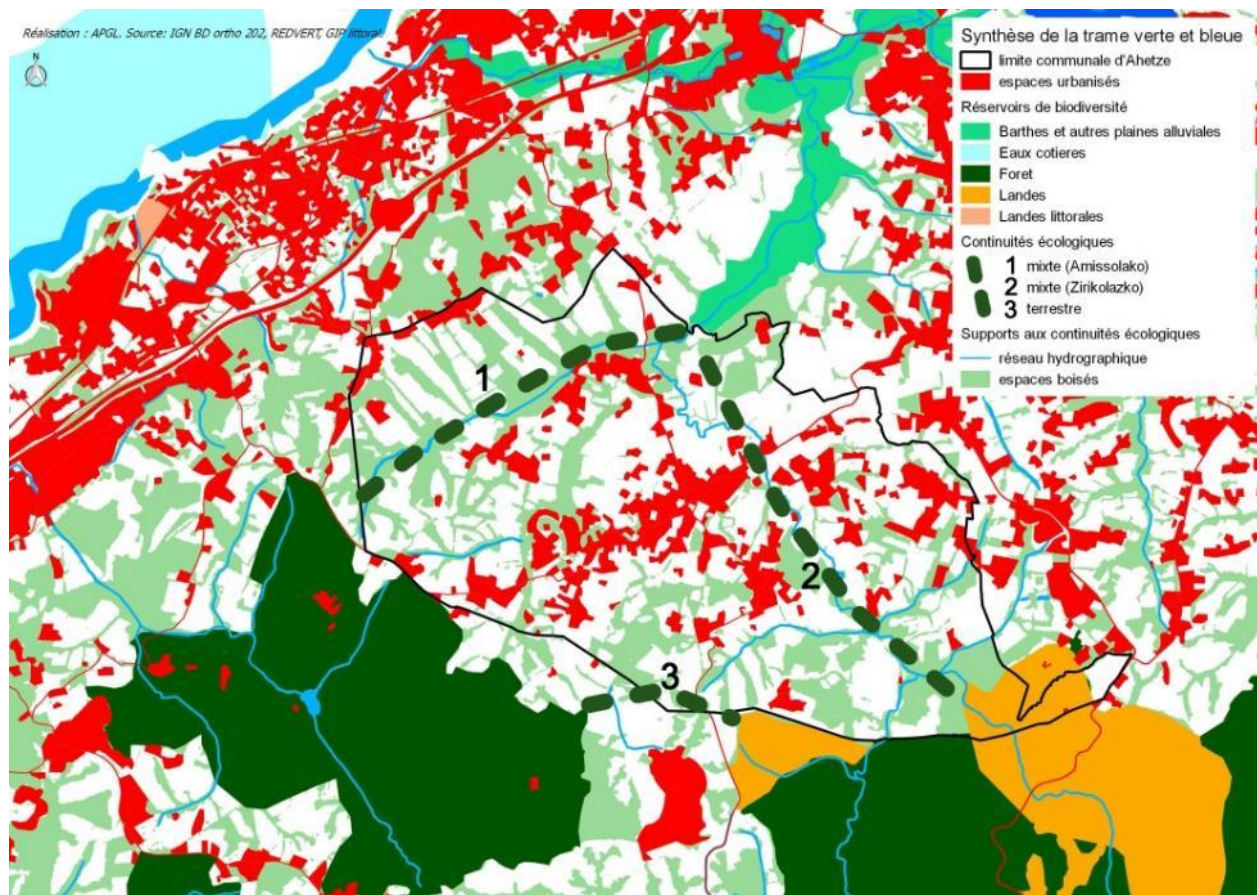 Réalisation : APGL. Source: IGN BD ortho 202, REDVERT, GIP littoral
N
Synthèse de la trame verte et bleue
limite communale d'Ahetze
espaces urbanisés
Réservoirs de biodiversité
Barthes et autres plaines alluviales
Eaux cotieres
Foret
Landes
Landes littorales
Continuités écologiques
1 mixte (Amissolako)
2 mixte (Zirikolazko)
3 terrestre
Supports aux continuités écologiques
réseau hydrographique
espaces boisés
1
2
3